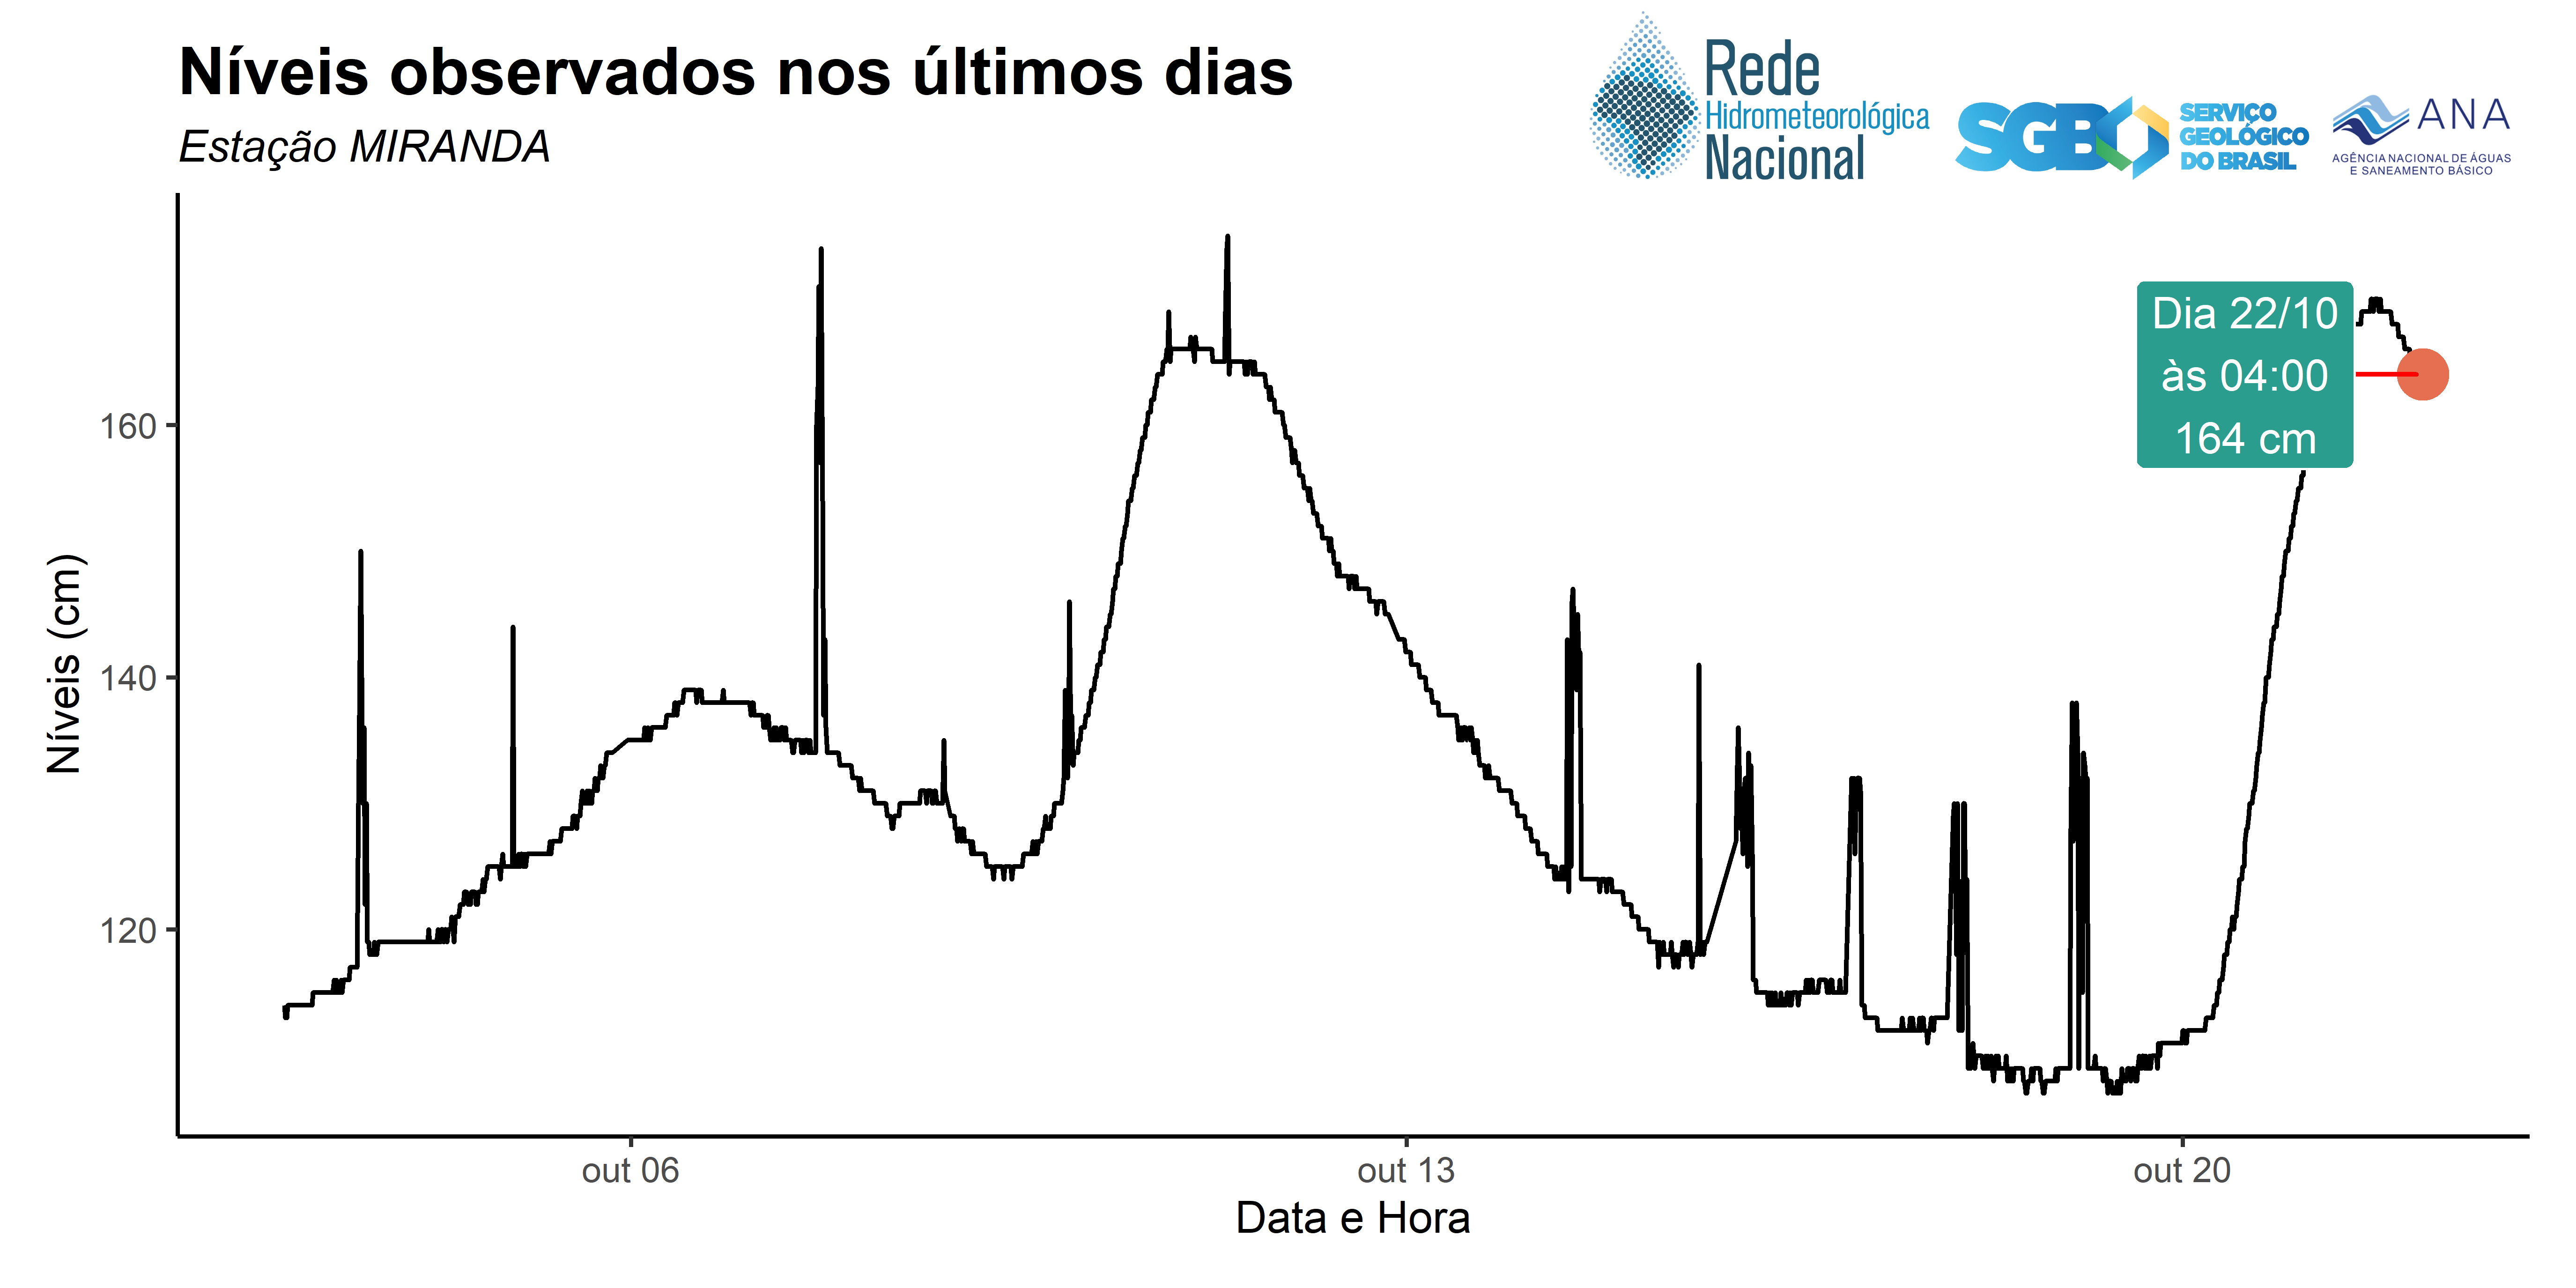 Níveis observados nos últimos dias
Estação MIRANDA
Rede
Hidrometeorológica
Nacional
SGB
SERVIÇO
GEOLÓGICO
DO BRASIL
ANA
AGÊNCIA NACIONAL DE ÁGUAS
E SANEAMENTO BÁSICO
Dia 22/10
às 04:00
164 cm
Níveis (cm)
160
140
120
out 06
out 13
out 20
Data e Hora